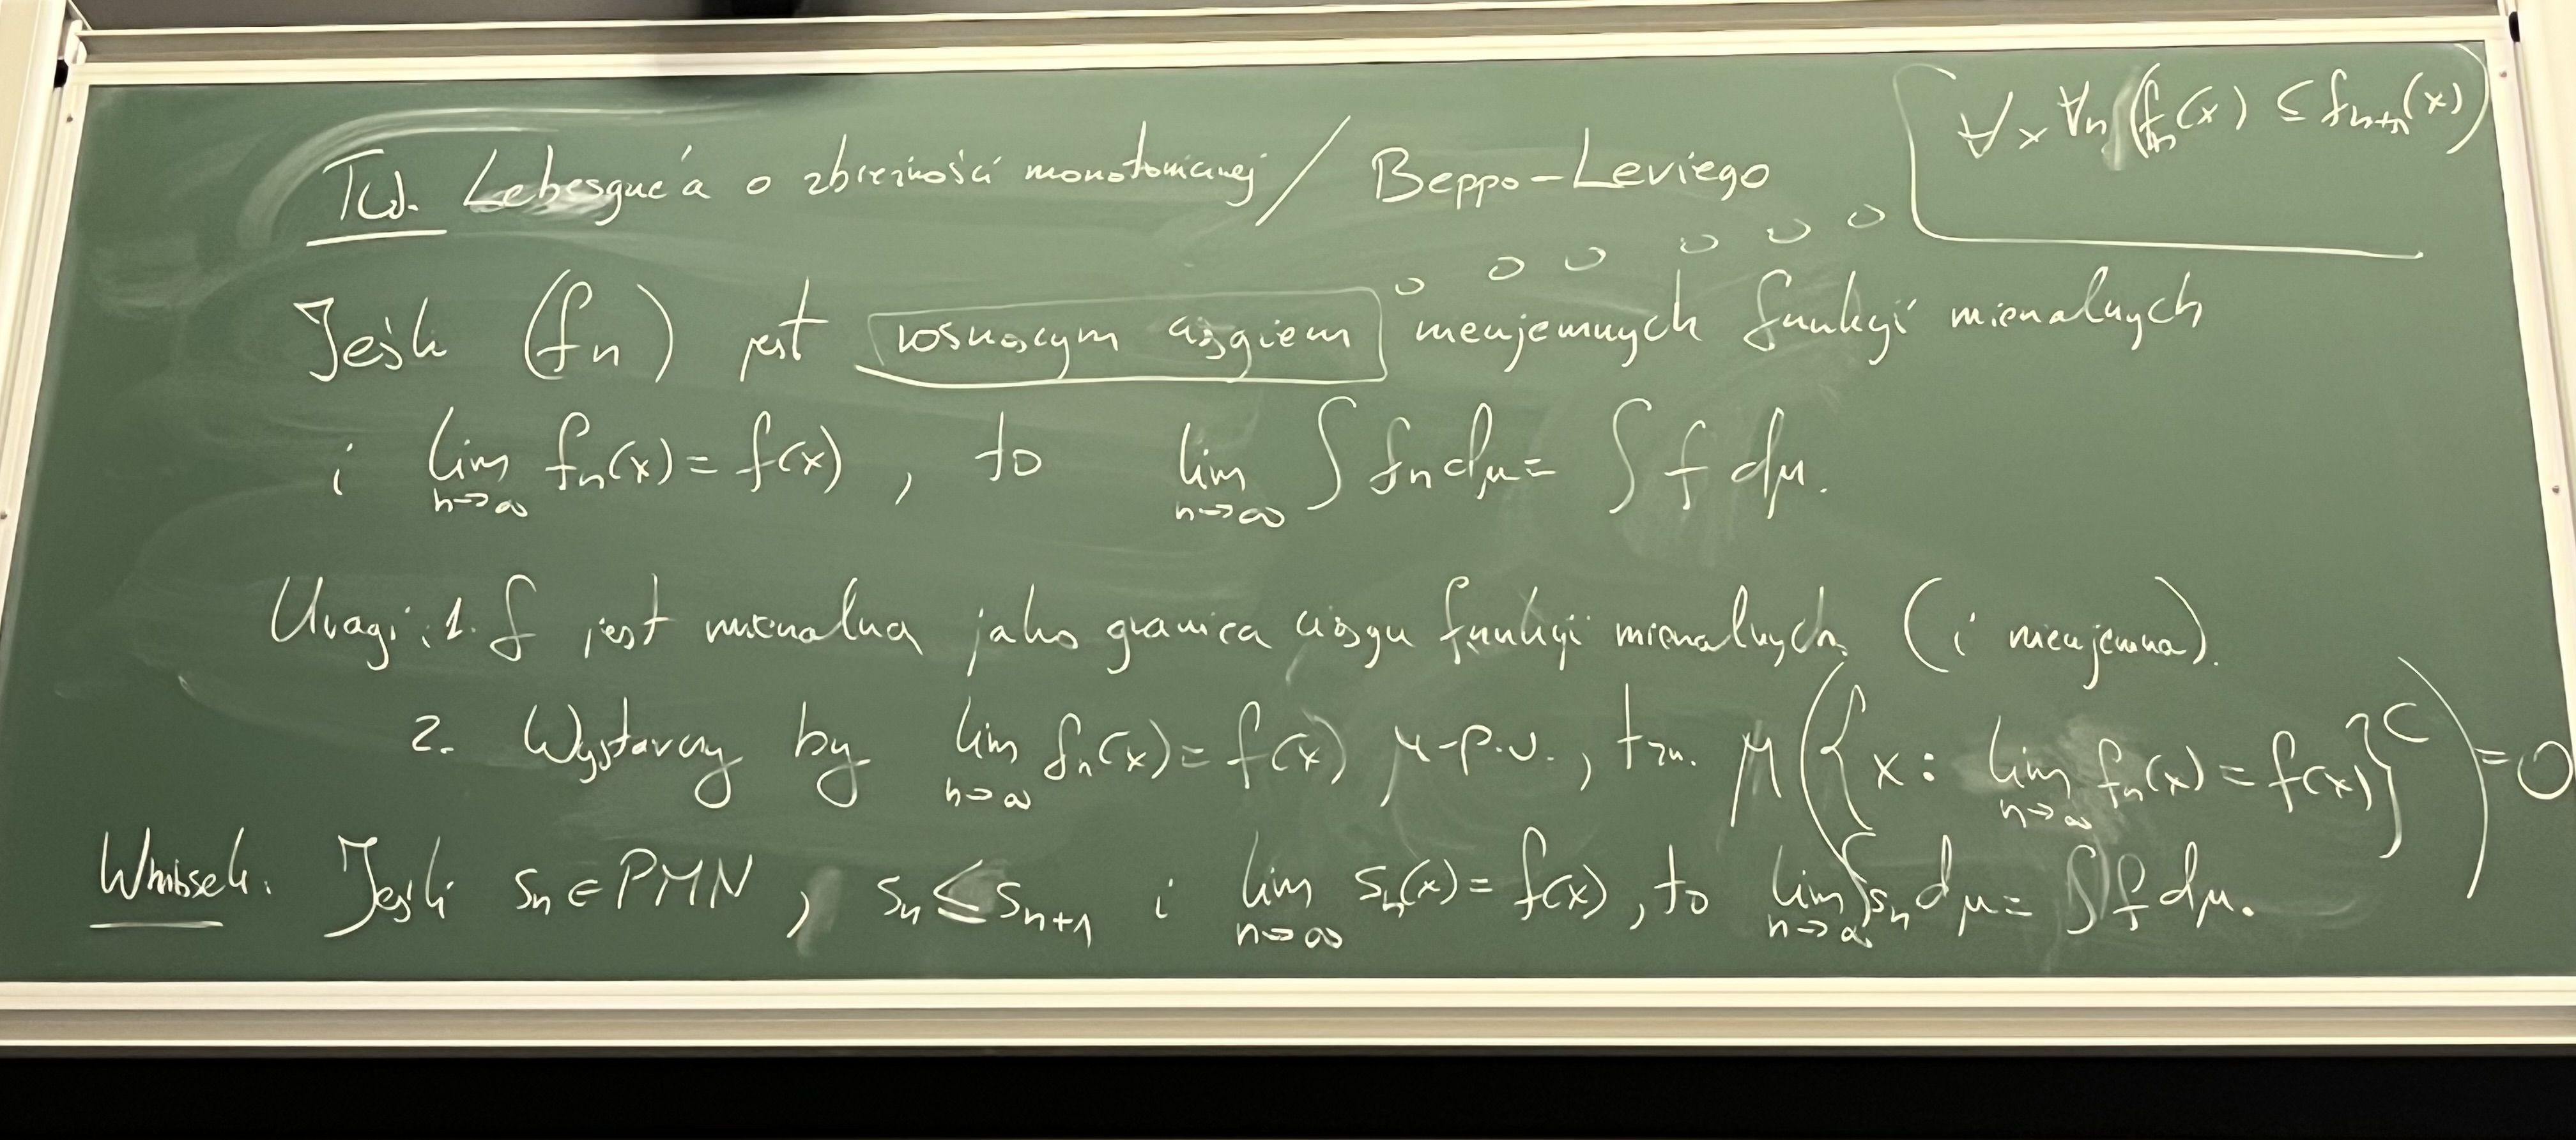 ∀x ∀n (fn(x) ≤ fn+1(x))
Tw. Lebesgue'a o zbieżności monotonicznej / Beppo-Leviego
Jeśli (fn) jest rosnącym ciągiem nieujemnych funkcji mierzalnych
i lim n→∞ fn(x) = f(x), to lim n→∞ ∫ fn dμ = ∫ f dμ.
Uwagi: 1. f jest mierzalna jako granica ciągu funkcji mierzalnych (i nieujemna).
2. Wystarczy by lim n→∞ fn(x) = f(x) μ-p.w., tzn. μ({x: lim n→∞ fn(x) = f(x)}ᶜ) = 0
Wniosek. Jeśli sn ∈ PMN, sn ≤ sn+1 i lim n→∞ sn(x) = f(x), to lim n→∞ ∫ sn dμ = ∫ f dμ.